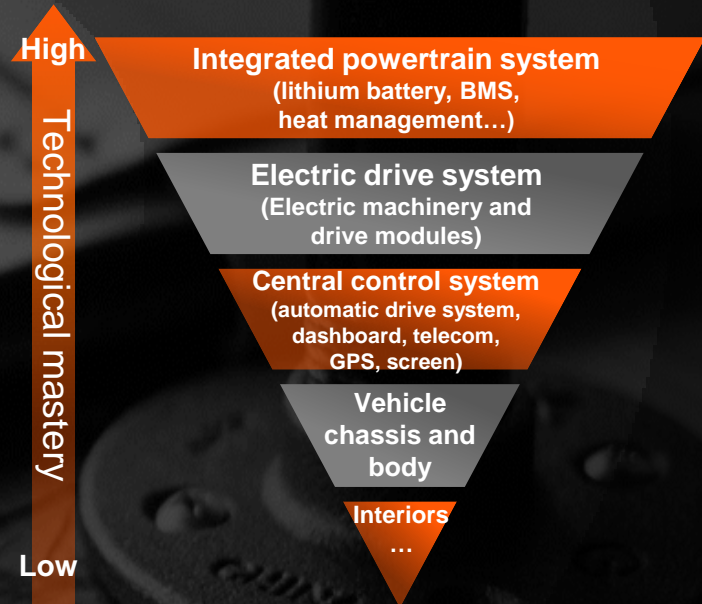 High
Technological mastery
Low
Integrated powertrain system
(lithium battery, BMS,
heat management…)
Electric drive system
(Electric machinery and
drive modules)
Central control system
(automatic drive system,
dashboard, telecom,
GPS, screen)
Vehicle
chassis and
body
Interiors
…